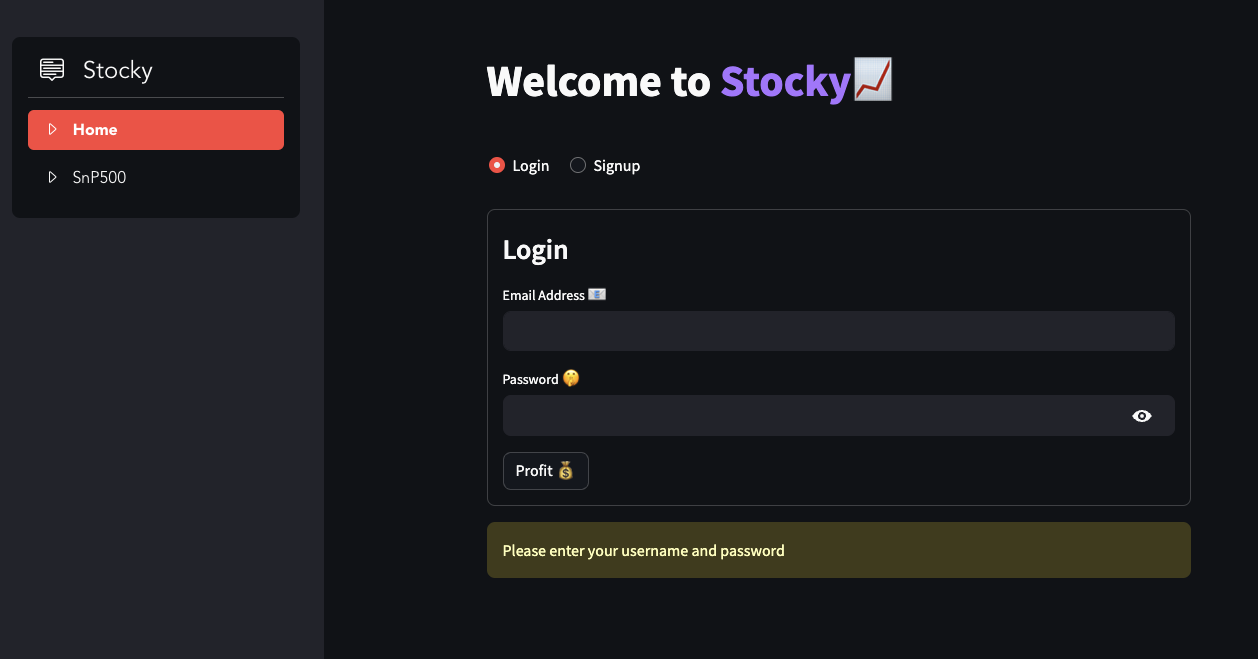 Stocky
Home
SnP500
Welcome to Stocky📈
Login
Signup
Login
Email Address 📧
Password 🤫
Profit 💰
Please enter your username and password